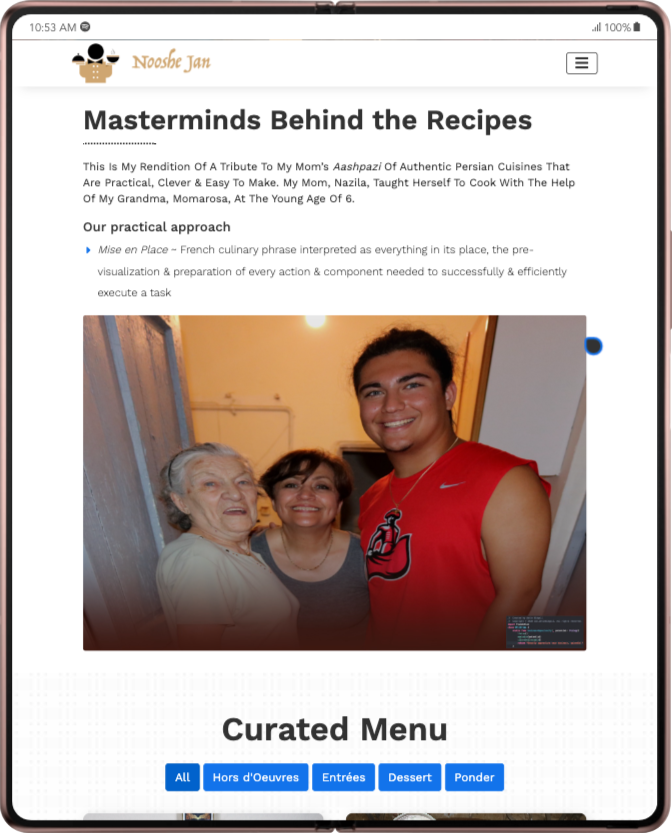 10:53 AM
100%
Nooshe Jan
Masterminds Behind the Recipes
This Is My Rendition Of A Tribute To My Mom's Aashpazi Of Authentic Persian Cuisines That
Are Practical, Clever & Easy To Make. My Mom, Nazila, Taught Herself To Cook With The Help
Of My Grandma, Momarosa, At The Young Age Of 6.
Our practical approach
Mise en Place ~ French culinary phrase interpreted as everything in its place, the pre-
visualization & preparation of every action & component needed to successfully & efficiently
execute a task
Curated Menu
All Hors d'Oeuvres Entrées Dessert Ponder